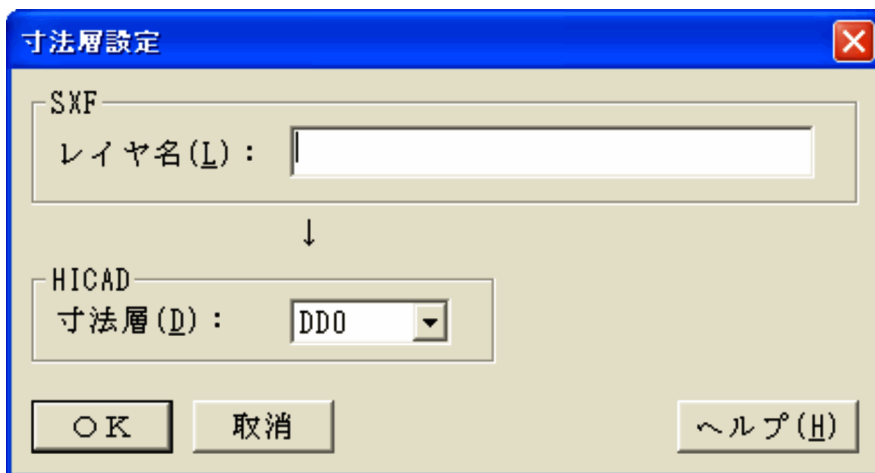 寸法層設定
SXF
レイヤ名(L)：
↓
HICAD
寸法層(D)： DD0
ＯＫ 取消 ヘルプ(H)